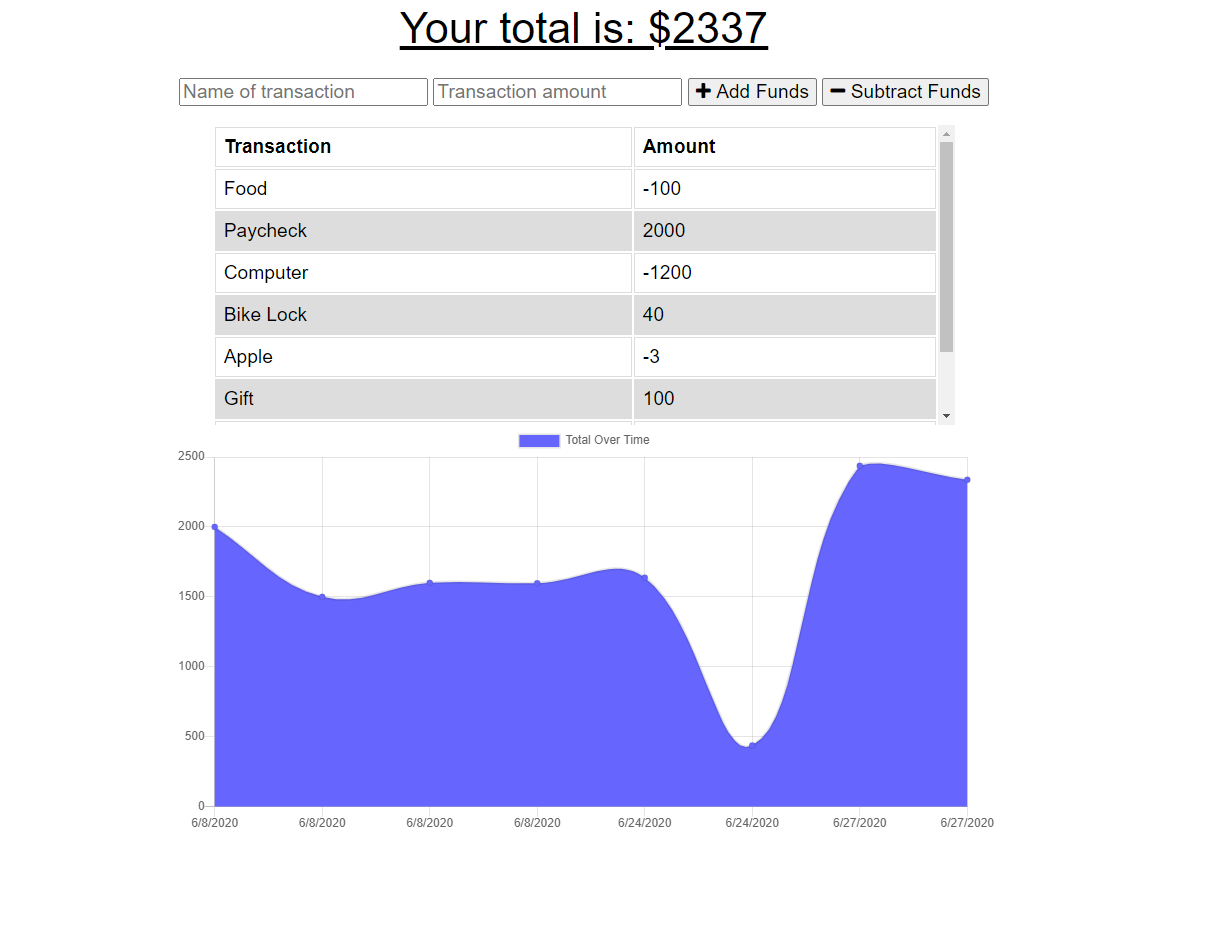 Your total is: $2337
Name of transaction Transaction amount Add Funds Subtract Funds
Transaction Amount
Food -100
Paycheck 2000
Computer -1200
Bike Lock 40
Apple -3
Gift 100
Total Over Time
2500
2000
1500
1000
500
0
6/8/2020 6/8/2020 6/8/2020 6/8/2020 6/24/2020 6/24/2020 6/27/2020 6/27/2020